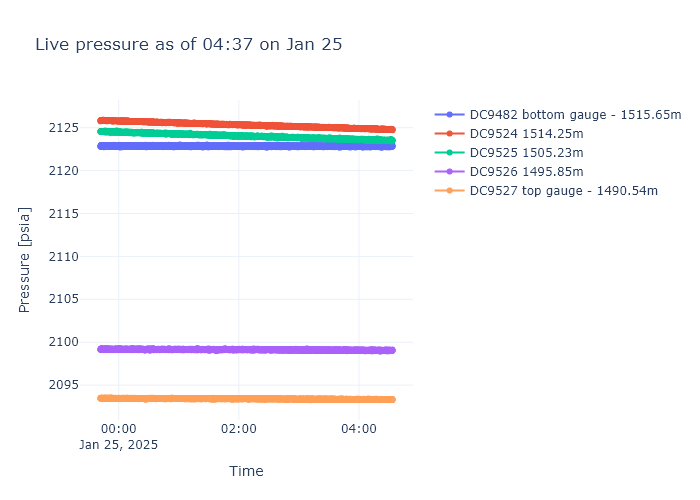 Live pressure as of 04:37 on Jan 25
DC9482 bottom gauge - 1515.65m
DC9524 1514.25m
DC9525 1505.23m
DC9526 1495.85m
DC9527 top gauge - 1490.54m
Pressure [psia]
2125
2120
2115
2110
2105
2100
2095
00:00
02:00
04:00
Jan 25, 2025
Time